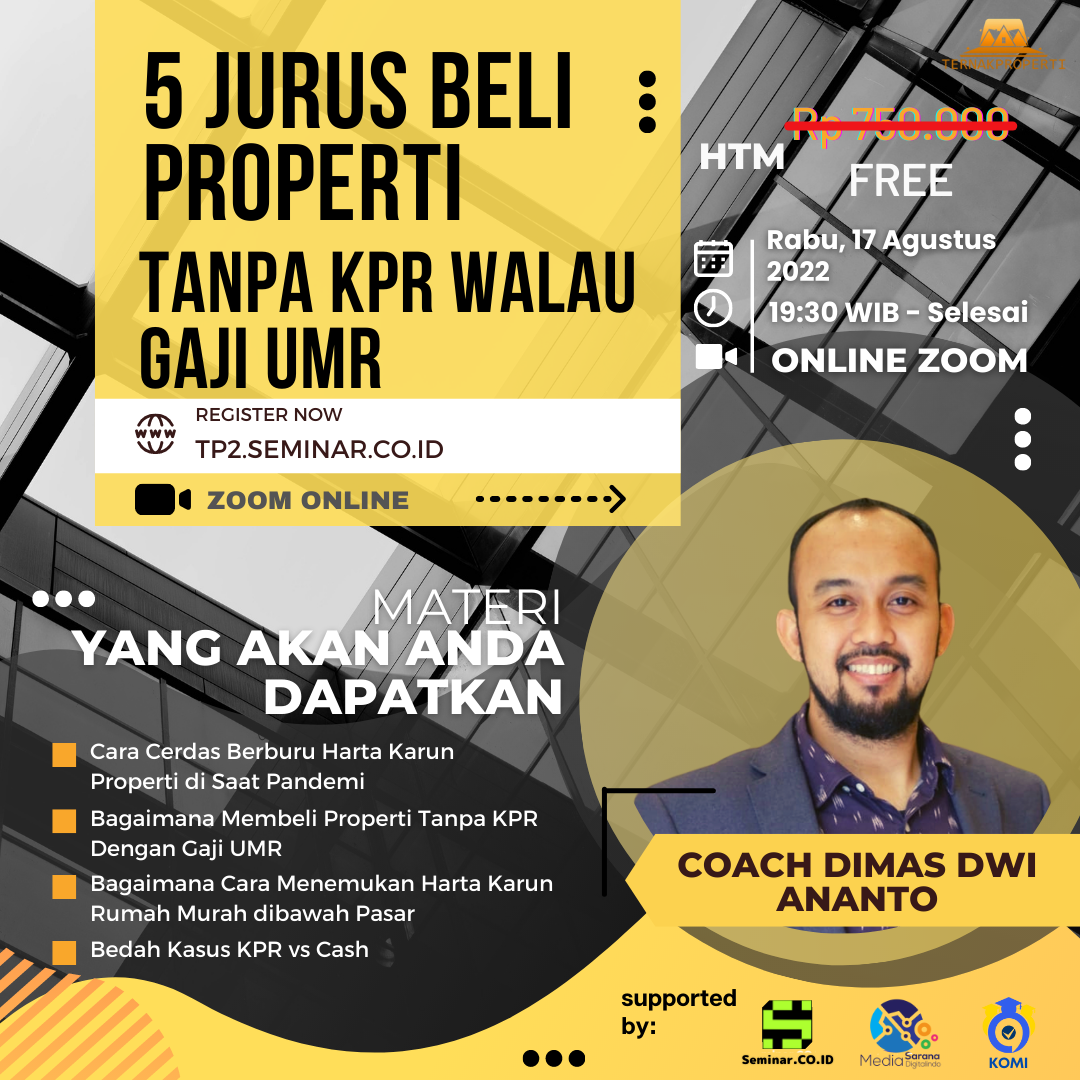 5 JURUS BELI
PROPERTI
TANPA KPR WALAU
GAJI UMR
WWW
REGISTER NOW
TP2.SEMINAR.CO.ID
ZOOM ONLINE
TERNAKPROPERTI
Rp 750.000
HTM
FREE
Rabu, 17 Agustus
2022
19:30 WIB - Selesai
ONLINE ZOOM
MATERI
YANG AKAN ANDA
DAPATKAN
Cara Cerdas Berburu Harta Karun
Properti di Saat Pandemi
Bagaimana Membeli Properti Tanpa KPR
Dengan Gaji UMR
Bagaimana Cara Menemukan Harta Karun
Rumah Murah dibawah Pasar
Bedah Kasus KPR vs Cash
COACH DIMAS DWI
ANANTO
supported
by:
Seminar.CO.ID
Media Sarana
Digitalindo
KOMI